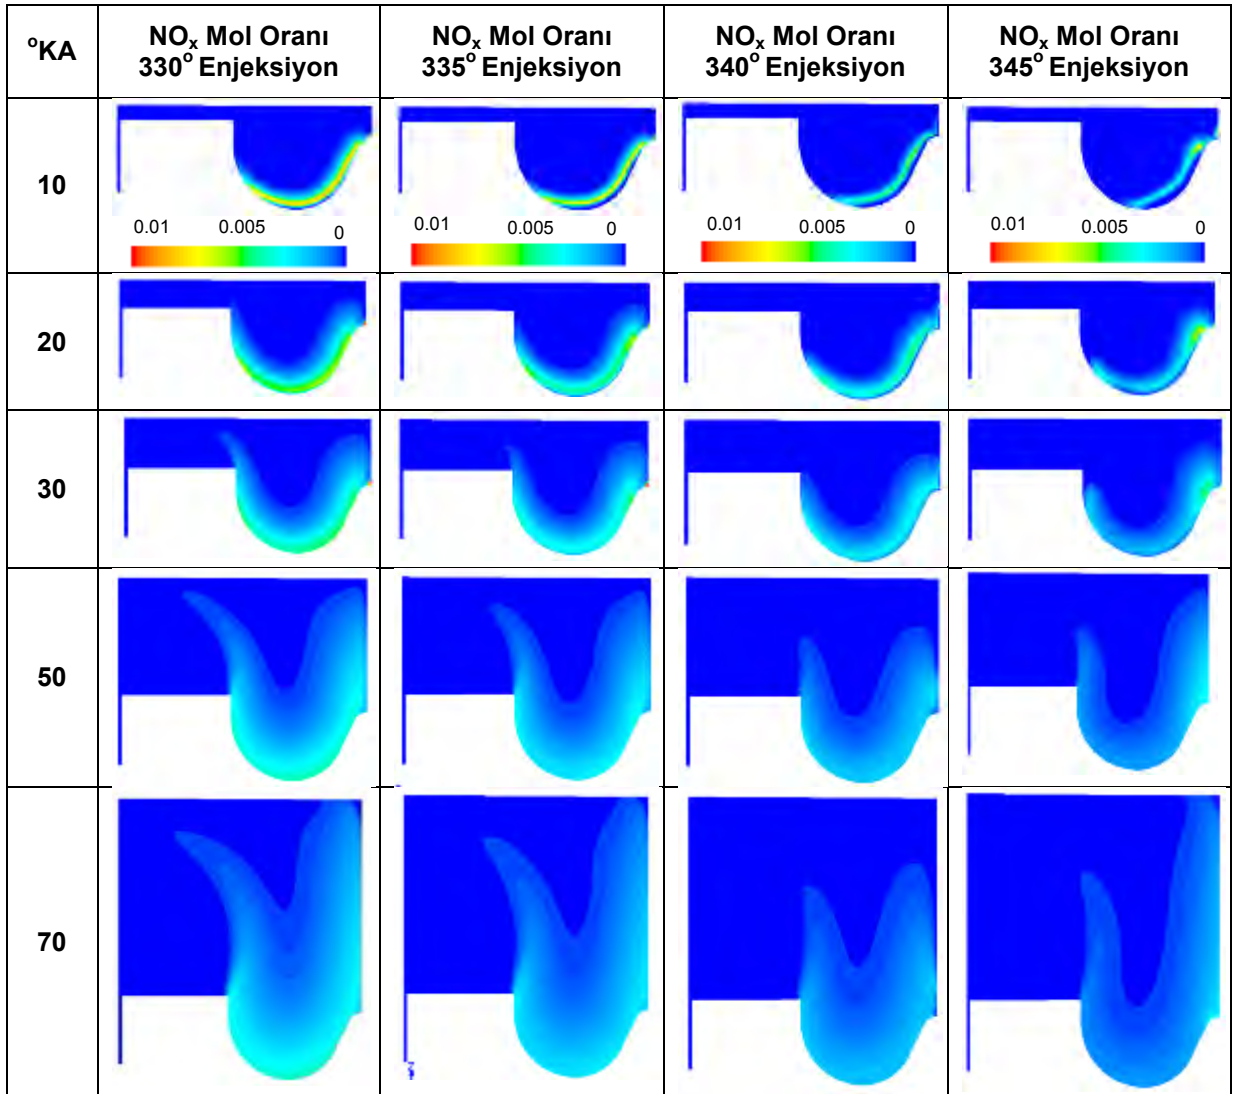 °KA
NOx Mol Oranı
330° Enjeksiyon
NOx Mol Oranı
335° Enjeksiyon
NOx Mol Oranı
340° Enjeksiyon
NOx Mol Oranı
345° Enjeksiyon
10
0.01 0.005 0
0.01 0.005 0
0.01 0.005 0
0.01 0.005 0
20
30
50
70